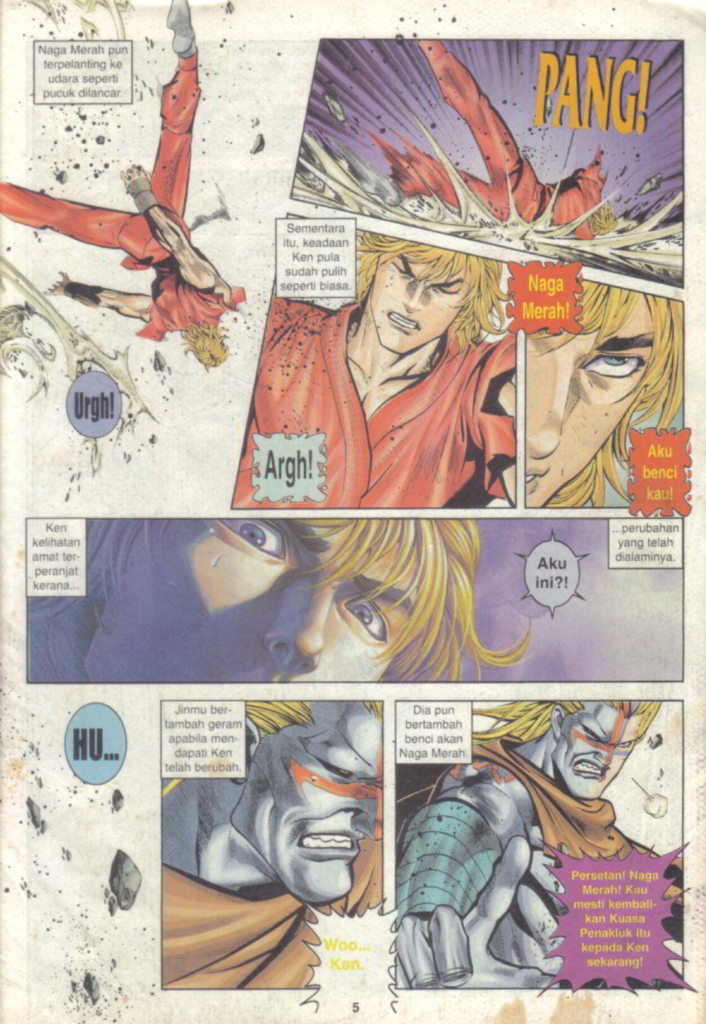 Naga Merah pun
terpelanting ke
udara seperti
pucuk dilancar.
PANG!
Sementara
itu, keadaan
Ken pula
sudah pulih
seperti biasa.
Naga
Merah!
Urgh!
Argh!
Aku
benci
kau!
Ken
kelihatan
amat ter-
peranjat
kerana...
Aku
ini?!
...perubahan
yang telah
dialaminya.
HU...
Jinmu ber-
tambah geram
apabila men-
dapati Ken
telah berubah.
Dia pun
bertambah
benci akan
Naga Merah.
Woo...
Ken.
Persetan! Naga
Merah! Kau
mesti kembali-
kan Kuasa
Penakluk itu
kepada Ken
sekarang!
5